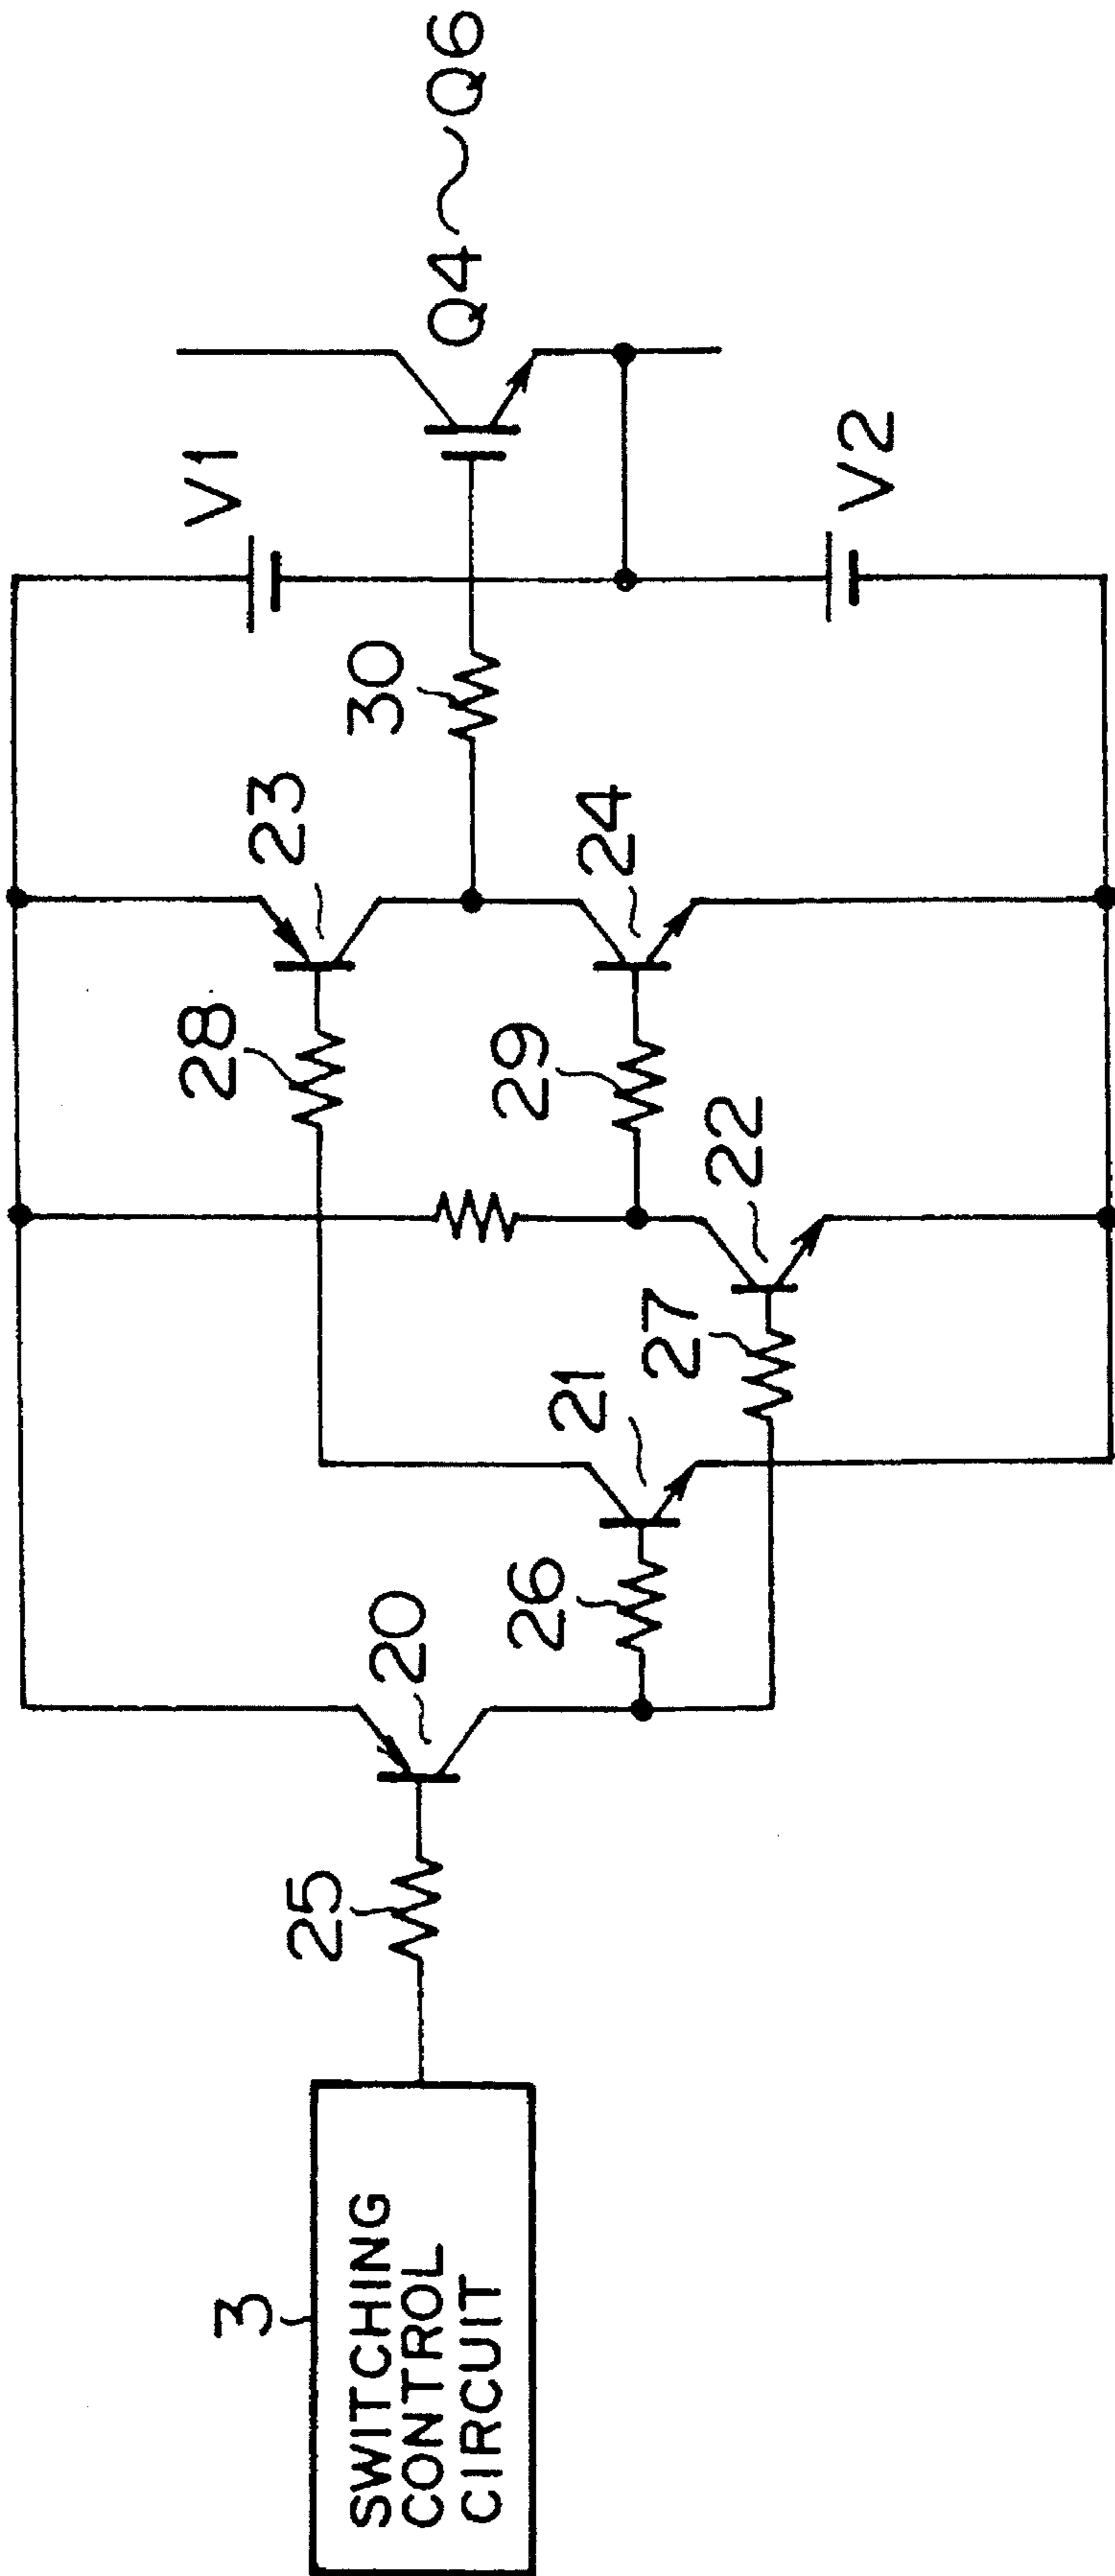 3
SWITCHING
CONTROL
CIRCUIT
25
20
26
21
27
22
28
29
23
24
30
V1
V2
Q4~Q6